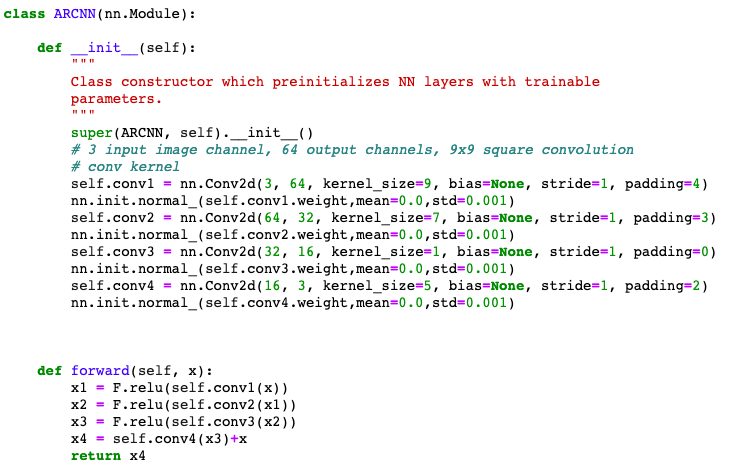 class ARCNN(nn.Module):
    def __init__(self):
        """
        Class constructor which preinitializes NN layers with trainable
        parameters.
        """
        super(ARCNN, self).__init__()
        # 3 input image channel, 64 output channels, 9x9 square convolution
        # conv kernel
        self.conv1 = nn.Conv2d(3, 64, kernel_size=9, bias=None, stride=1, padding=4)
        nn.init.normal_(self.conv1.weight,mean=0.0,std=0.001)
        self.conv2 = nn.Conv2d(64, 32, kernel_size=7, bias=None, stride=1, padding=3)
        nn.init.normal_(self.conv2.weight,mean=0.0,std=0.001)
        self.conv3 = nn.Conv2d(32, 16, kernel_size=1, bias=None, stride=1, padding=0)
        nn.init.normal_(self.conv3.weight,mean=0.0,std=0.001)
        self.conv4 = nn.Conv2d(16, 3, kernel_size=5, bias=None, stride=1, padding=2)
        nn.init.normal_(self.conv4.weight,mean=0.0,std=0.001)
    def forward(self, x):
        x1 = F.relu(self.conv1(x))
        x2 = F.relu(self.conv2(x1))
        x3 = F.relu(self.conv3(x2))
        x4 = self.conv4(x3)+x
        return x4